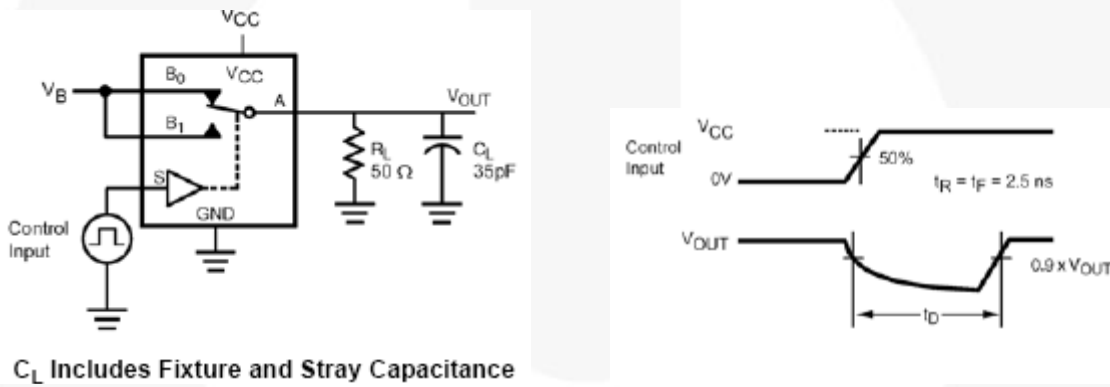 VCC
VCC
VB
B0
B1
A
VOUT
S
RL
50 Ω
CL
35pF
GND
Control
Input
CL Includes Fixture and Stray Capacitance
VCC
Control
Input
50%
0V
tR = tF = 2.5 ns
VOUT
0.9 x VOUT
tD